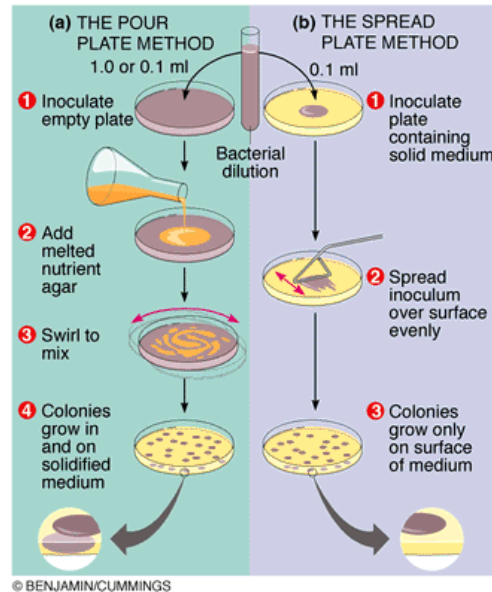 (a) THE POUR
PLATE METHOD
1.0 or 0.1 ml
1 Inoculate
empty plate
2 Add
melted
nutrient
agar
3 Swirl to
mix
4 Colonies
grow in
and on
solidified
medium
Bacterial
dilution
(b) THE SPREAD
PLATE METHOD
0.1 ml
1 Inoculate
plate
containing
solid medium
2 Spread
inoculum
over surface
evenly
3 Colonies
grow only
on surface
of medium
© BENJAMIN/CUMMINGS